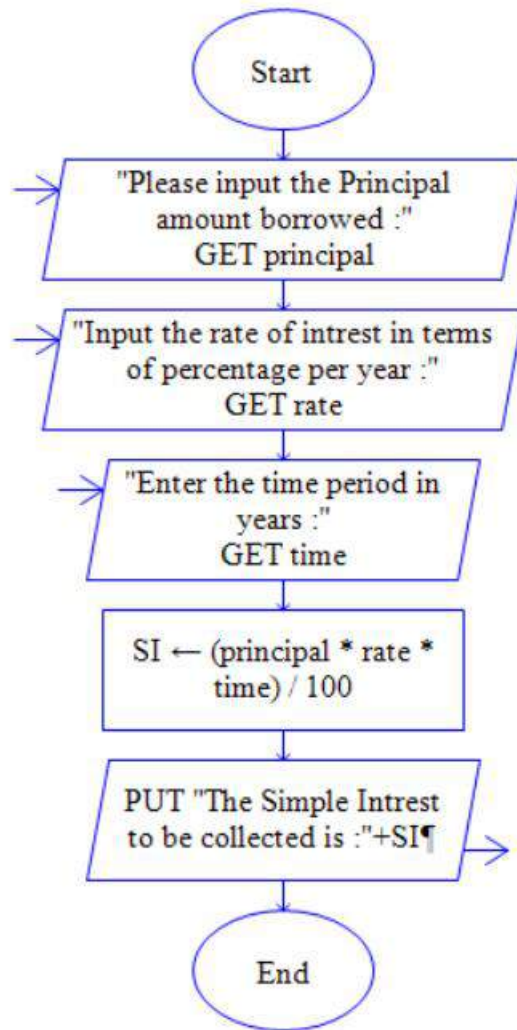 Start
"Please input the Principal
amount borrowed :"
GET principal
"Input the rate of intrest in terms
of percentage per year :"
GET rate
"Enter the time period in
years :"
GET time
SI ← (principal * rate *
time) / 100
PUT "The Simple Intrest
to be collected is :"+SI¶
End